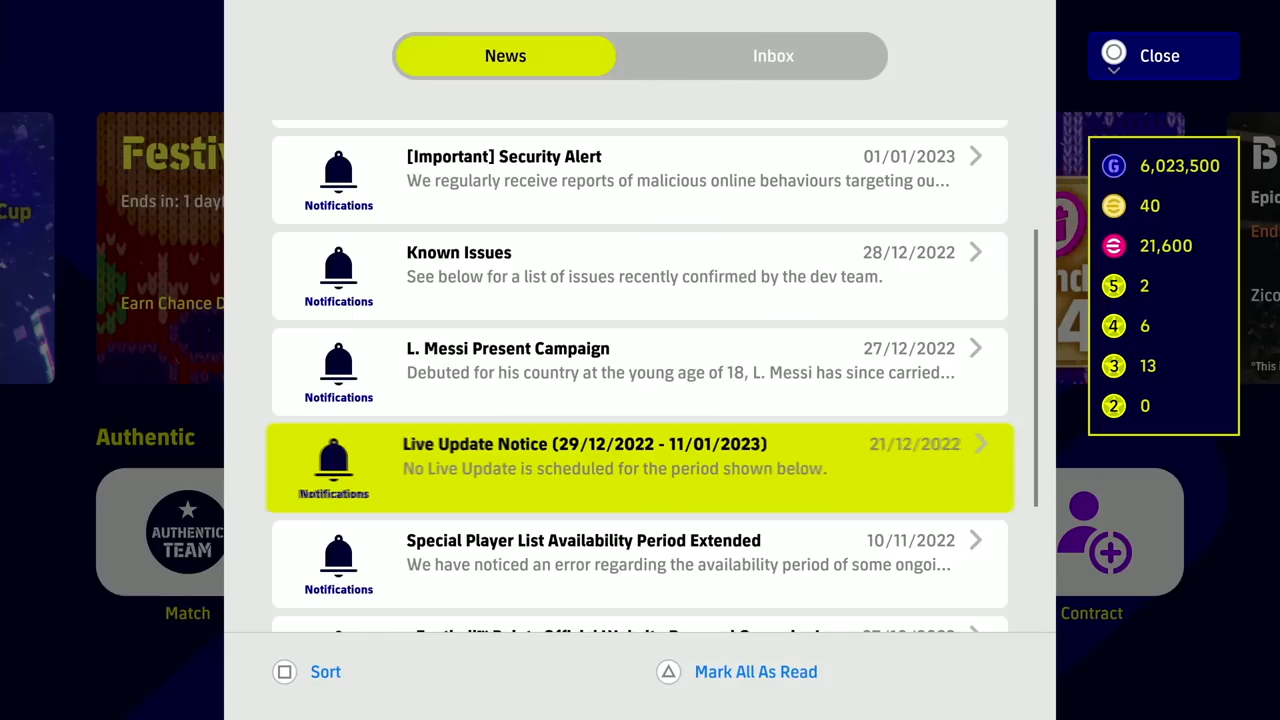 News
Inbox
Close
Festiv
Ends in: 1 day
Cup
Earn Chance D
[Important] Security Alert
01/01/2023
We regularly receive reports of malicious online behaviours targeting ou...
Notifications
Known Issues
28/12/2022
See below for a list of issues recently confirmed by the dev team.
Notifications
L. Messi Present Campaign
27/12/2022
Debuted for his country at the young age of 18, L. Messi has since carried...
Notifications
Live Update Notice (29/12/2022 - 11/01/2023)
21/12/2022
No Live Update is scheduled for the period shown below.
Notifications
Special Player List Availability Period Extended
10/11/2022
We have noticed an error regarding the availability period of some ongoi...
Notifications
G 6,023,500
40
21,600
5 2
4 6
3 13
2 0
B
Epic
End
nd
4
Zico
*This i
Authentic
AUTHENTIC
TEAM
Match
Contract
Sort
Mark All As Read